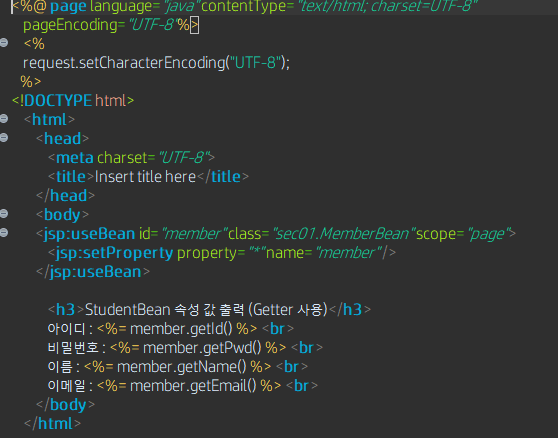 <%@ page language="java" contentType="text/html; charset=UTF-8"
pageEncoding="UTF-8"%>
<%
request.setCharacterEncoding("UTF-8");
%>
<!DOCTYPE html>
<html>
<head>
<meta charset="UTF-8">
<title>Insert title here</title>
</head>
<body>
<jsp:useBean id="member" class="sec01.MemberBean" scope="page">
<jsp:setProperty property="*" name="member"/>
</jsp:useBean>
<h3>StudentBean 속성 값 출력 (Getter 사용)</h3>
아이디 : <%= member.getId() %> <br>
비밀번호 : <%= member.getPwd() %> <br>
이름 : <%= member.getName() %> <br>
이메일 : <%= member.getEmail() %> <br>
</body>
</html>